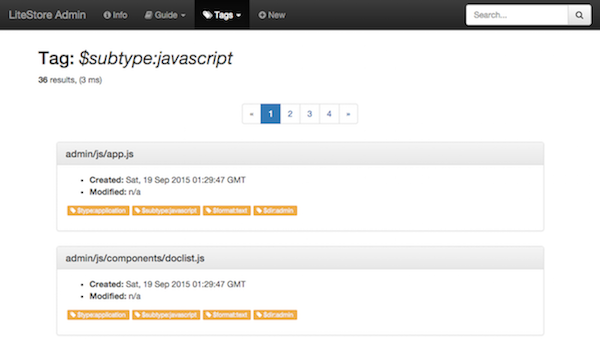 LiteStore Admin Info Guide Tags New Search...
Tag: $subtype:javascript
36 results, (3 ms)
« 1 2 3 4 »
admin/js/app.js
Created: Sat, 19 Sep 2015 01:29:47 GMT
Modified: n/a
$type:application $subtype:javascript $format:text $dir:admin
admin/js/components/doclist.js
Created: Sat, 19 Sep 2015 01:29:47 GMT
Modified: n/a
$type:application $subtype:javascript $format:text $dir:admin